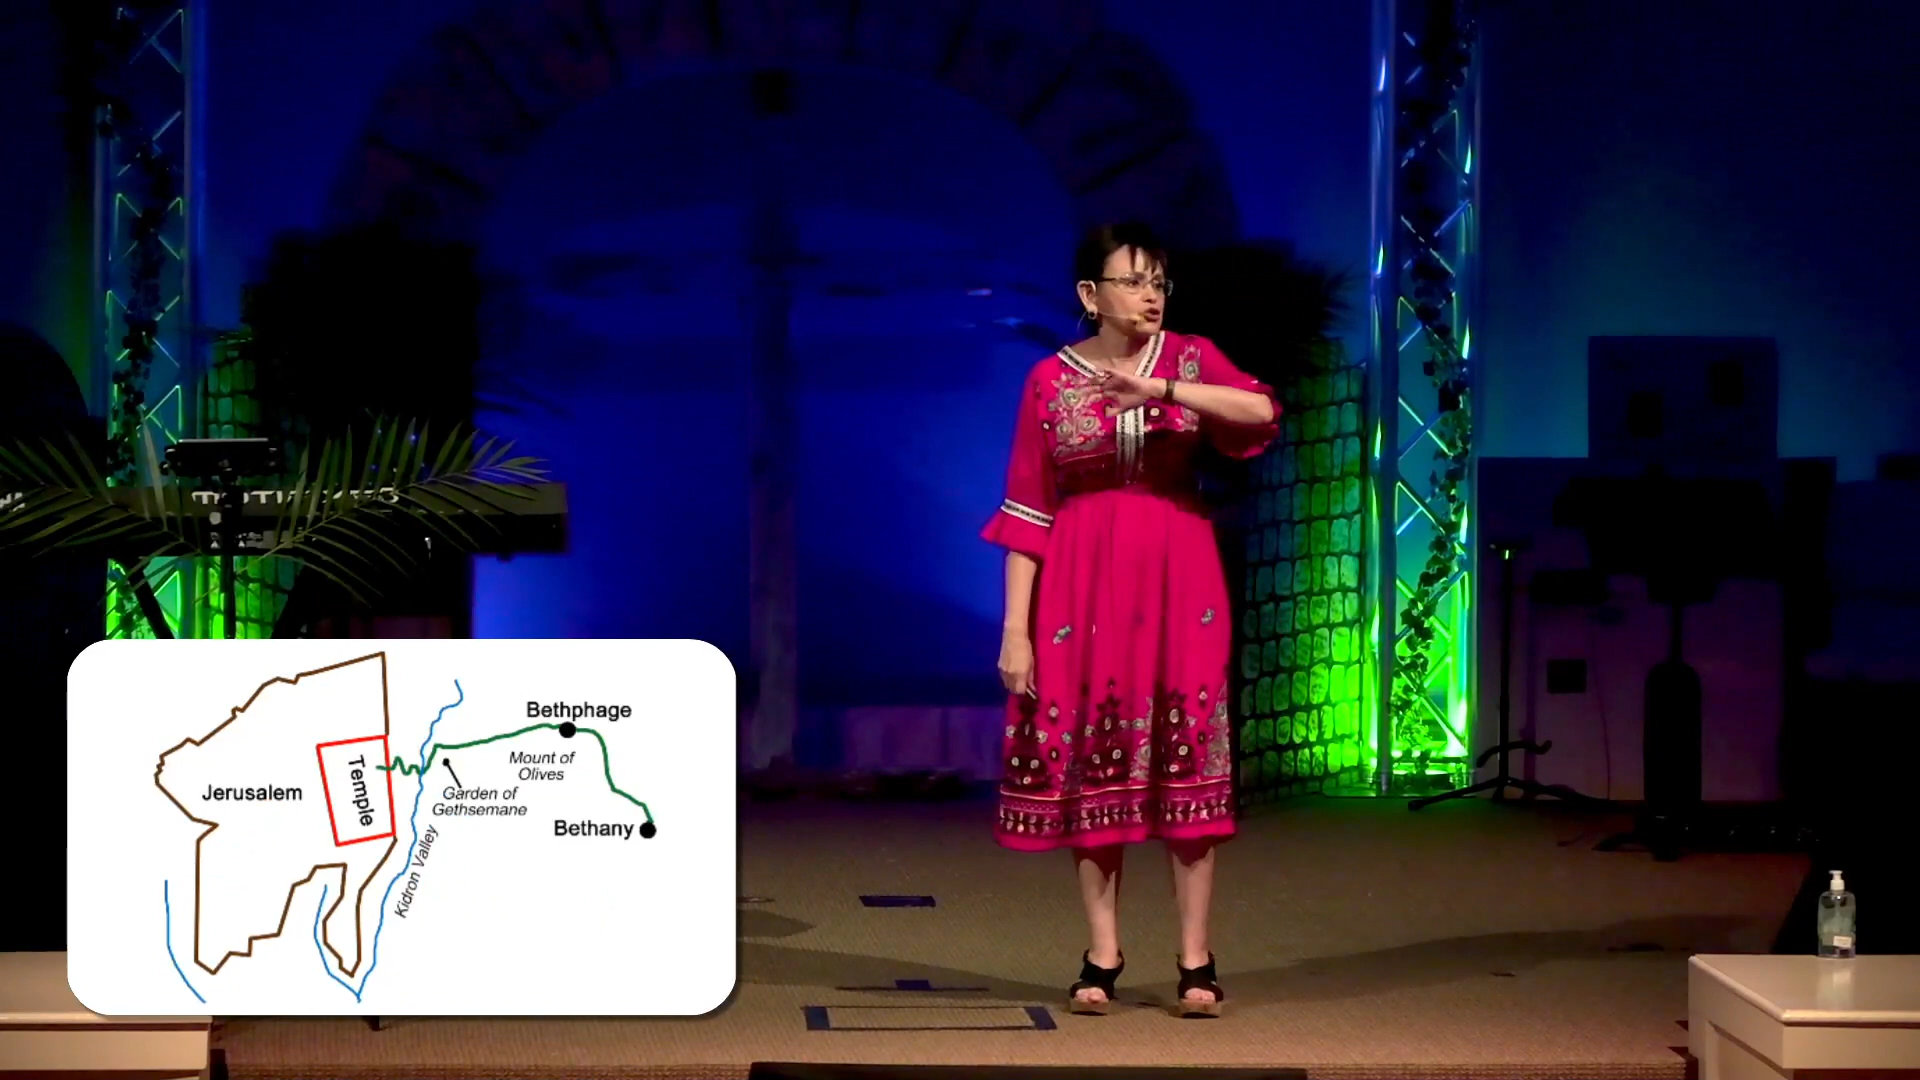 Bethphage
Mount of
Olives
Temple
Jerusalem
Garden of
Gethsemane
Bethany
Kidron Valley